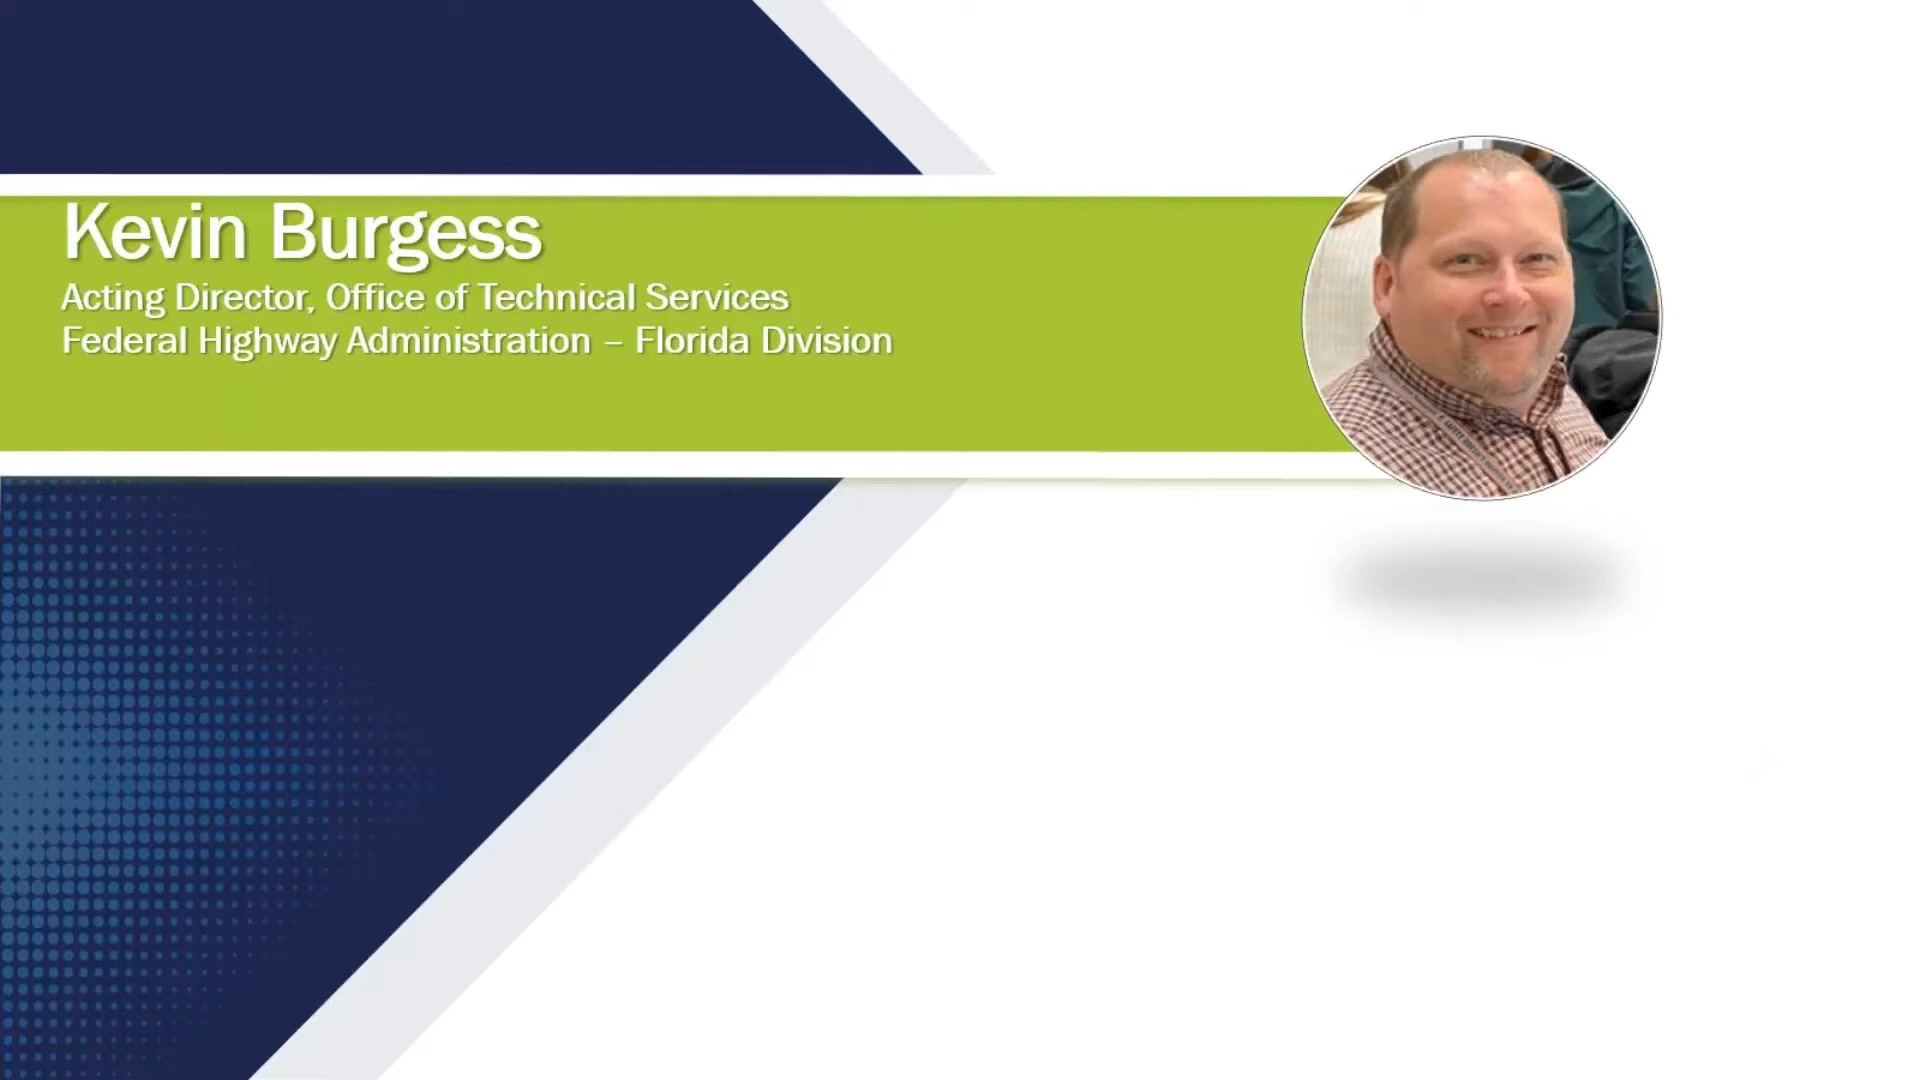 Kevin Burgess
Acting Director, Office of Technical Services
Federal Highway Administration – Florida Division